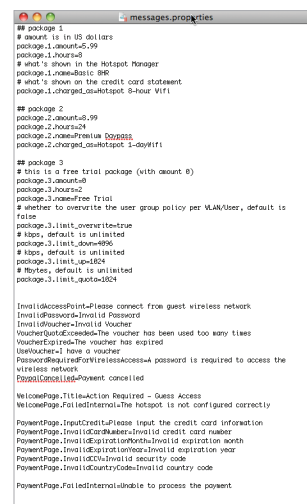 messages.properties
## package 1
# amount is in US dollars
package.1.amount=5.99
package.1.hours=8
# what's shown in the Hotspot Manager
package.1.name=Basic 8HR
# what's shown on the credit card statement
package.1.charged_as=Hotspot 8-hour Wifi
## package 2
package.2.amount=8.99
package.2.hours=24
package.2.name=Premium Daypass
package.2.charged_as=Hotspot 1-dayWifi
## package 3
# this is a free trial package (with amount 0)
package.3.amount=0
package.3.hours=2
package.3.name=Free Trial
# whether to overwrite the user group policy per VLAN/User, default is
false
package.3.limit_overwrite=true
# kbps, default is unlimited
package.3.limit_down=4096
# kbps, default is unlimited
package.3.limit_up=1024
# Mbytes, default is unlimited
package.3.limit_quota=1024
InvalidAccessPoint=Please connect from guest wireless network
InvalidPassword=Invalid Password
InvalidVoucher=Invalid Voucher
VoucherQuotaExceeded=The voucher has been used too many times
VoucherExpired=The voucher has expired
UseVoucher=I have a voucher
PasswordRequiredForWirelessAccess=A password is required to access the
wireless network
PaypalCancelled=Payment cancelled
WelcomePage.Title=Action Required - Guess Access
WelcomePage.FailedInternal=The hotspot is not configured correctly
PaymentPage.InputCredit=Please input the credit card information
PaymentPage.InvalidCardNumber=Invalid credit card number
PaymentPage.InvalidExpirationMonth=Invalid expiration month
PaymentPage.InvalidExpirationYear=Invalid expiration year
PaymentPage.InvalidCCV=Invalid security code
PaymentPage.InvalidCountryCode=Invalid country code
PaymentPage.FailedInternal=Unable to process the payment